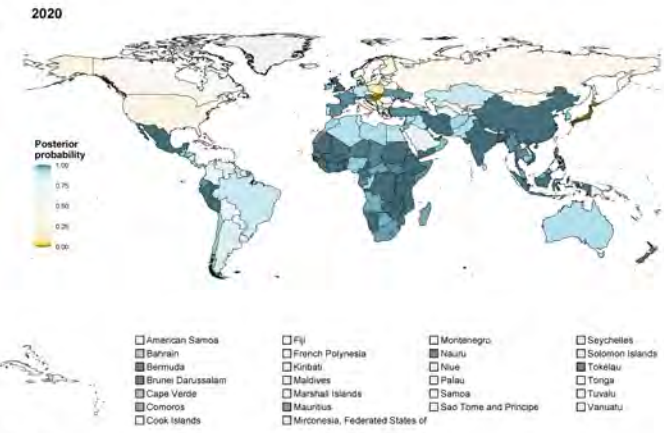 2020
Posterior
probability
1.00
0.75
0.50
0.25
0.00
American Samoa
Bahrain
Bermuda
Brunei Darussalam
Cape Verde
Comoros
Cook Islands
Fiji
French Polynesia
Kiribati
Maldives
Marshall Islands
Mauritius
Mirconesia, Federated States of
Montenegro
Nauru
Niue
Palau
Samoa
Sao Tome and Principe
Seychelles
Solomon Islands
Tokelau
Tonga
Tuvalu
Vanuatu